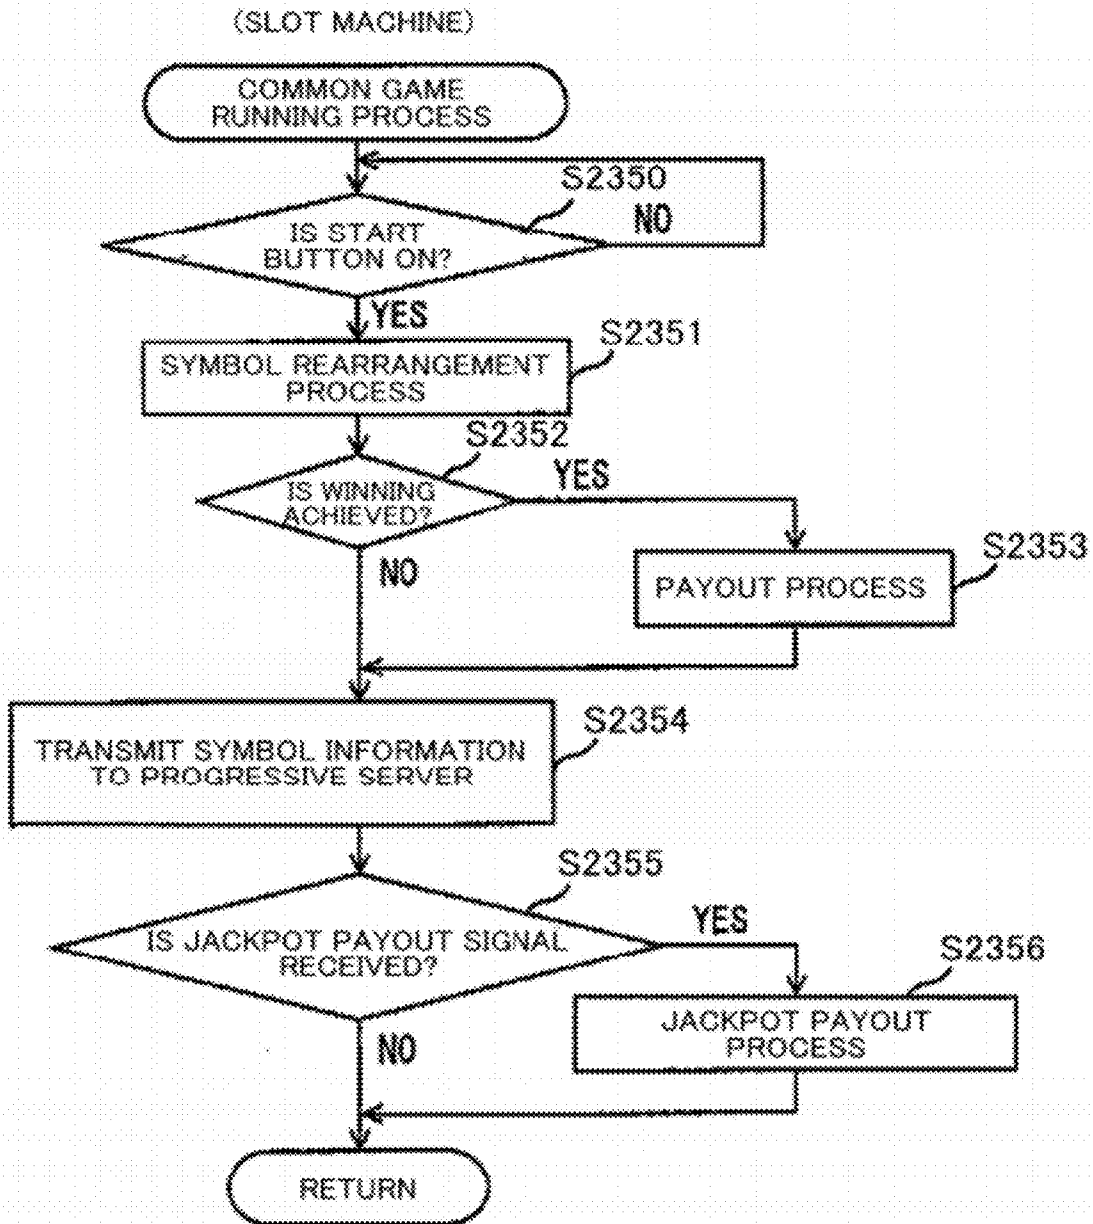 (SLOT MACHINE)
COMMON GAME
RUNNING PROCESS
S2350
NO
IS START
BUTTON ON?
YES
S2351
SYMBOL REARRANGEMENT
PROCESS
S2352
YES
IS WINNING
ACHIEVED?
NO
S2353
PAYOUT PROCESS
S2354
TRANSMIT SYMBOL INFORMATION
TO PROGRESSIVE SERVER
S2355
YES
IS JACKPOT PAYOUT SIGNAL
RECEIVED?
S2356
JACKPOT PAYOUT
PROCESS
NO
RETURN